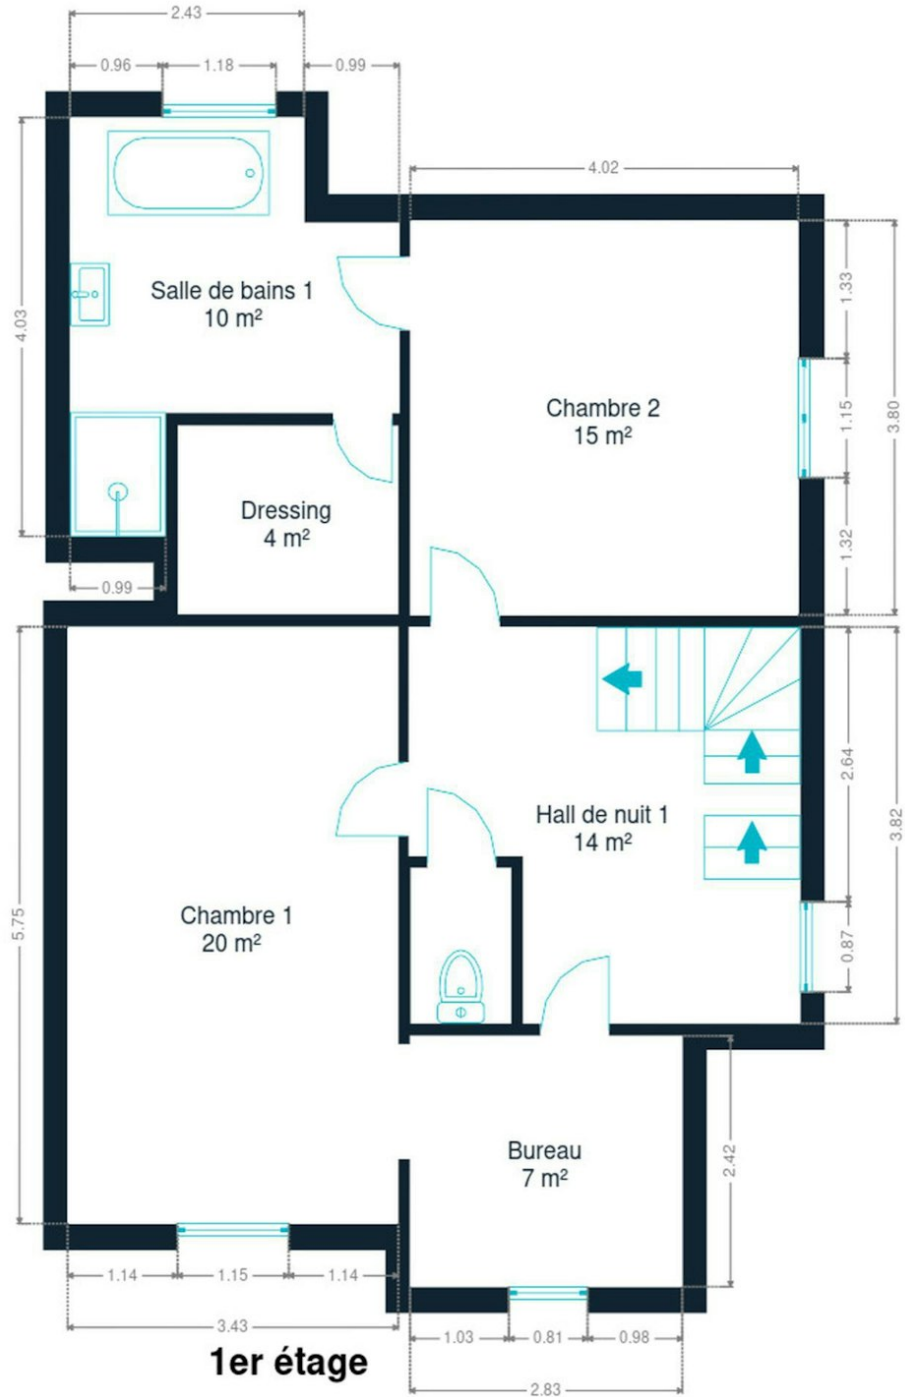 2.43
0.96
1.18
0.99
4.02
Salle de bains 1
10 m²
4.03
1.33
Chambre 2
15 m²
1.15
3.80
1.32
Dressing
4 m²
0.99
2.64
Hall de nuit 1
14 m²
3.82
Chambre 1
20 m²
5.75
0.87
Bureau
7 m²
2.42
1.14
1.15
1.14
3.43
1.03
0.81
0.98
2.83
1er étage